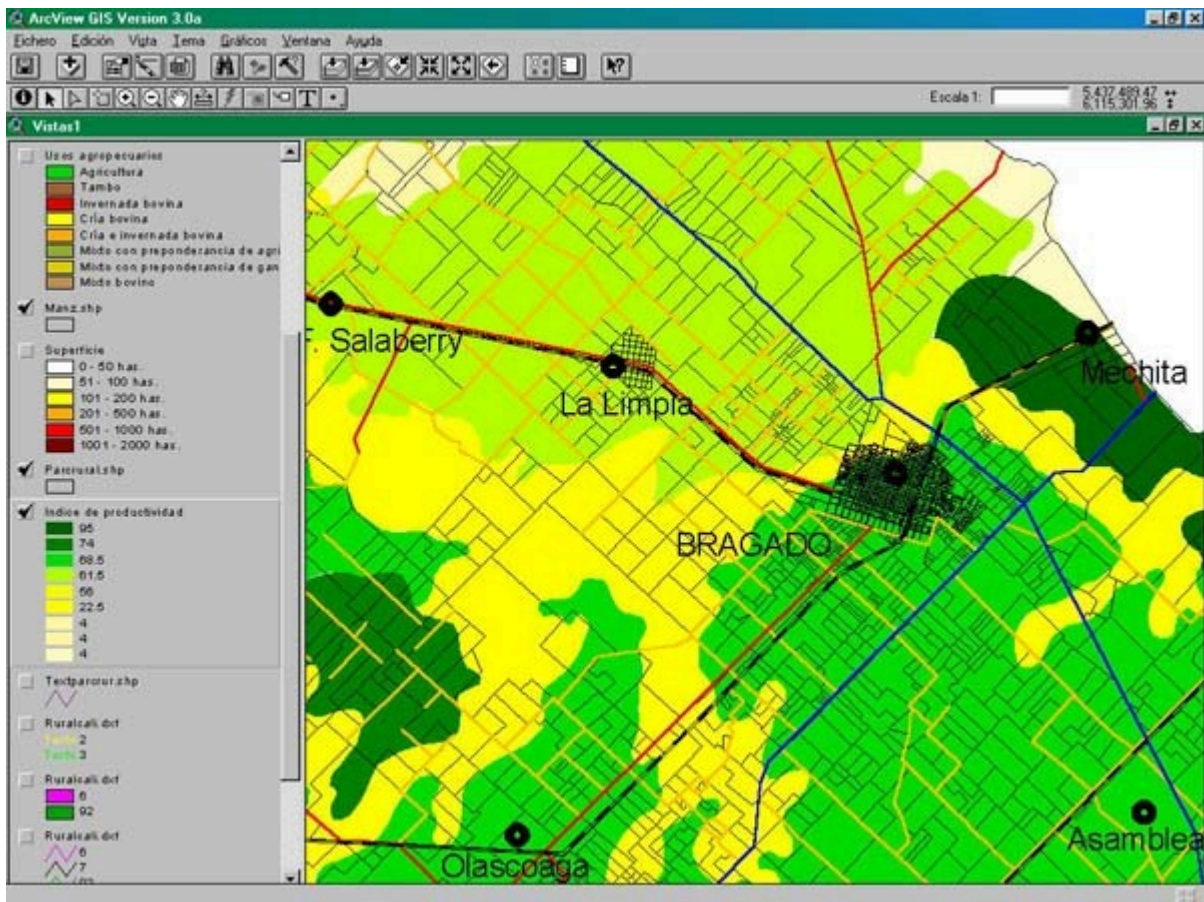 ArcView GIS Version 3.0a
Fichero Edición Vista Tema Gráficos Ventana Ayuda
Escala 1:
5,437,489.47
6,115,301.96
Vistas1
Usos agropecuarios
Agricultura
Tambo
Invernada bovina
Cría bovina
Cría e invernada bovina
Mixto con preponderancia de agri
Mixto con preponderancia de gan
Mixto bovino
Manz.shp
Superficie
0 - 50 has.
51 - 100 has.
101 - 200 has.
201 - 500 has.
501 - 1000 has.
1001 - 2000 has.
Parcrural.shp
Indice de productividad
95
74
68.5
61.5
56
22.5
4
4
4
Textparcrur.shp
Ruralcali.dxf
2
3
Ruralcali.dxf
6
92
Ruralcali.dxf
6
7
F. Salaberry
La Limpia
Mechita
BRAGADO
Olascoaga
Asamblea